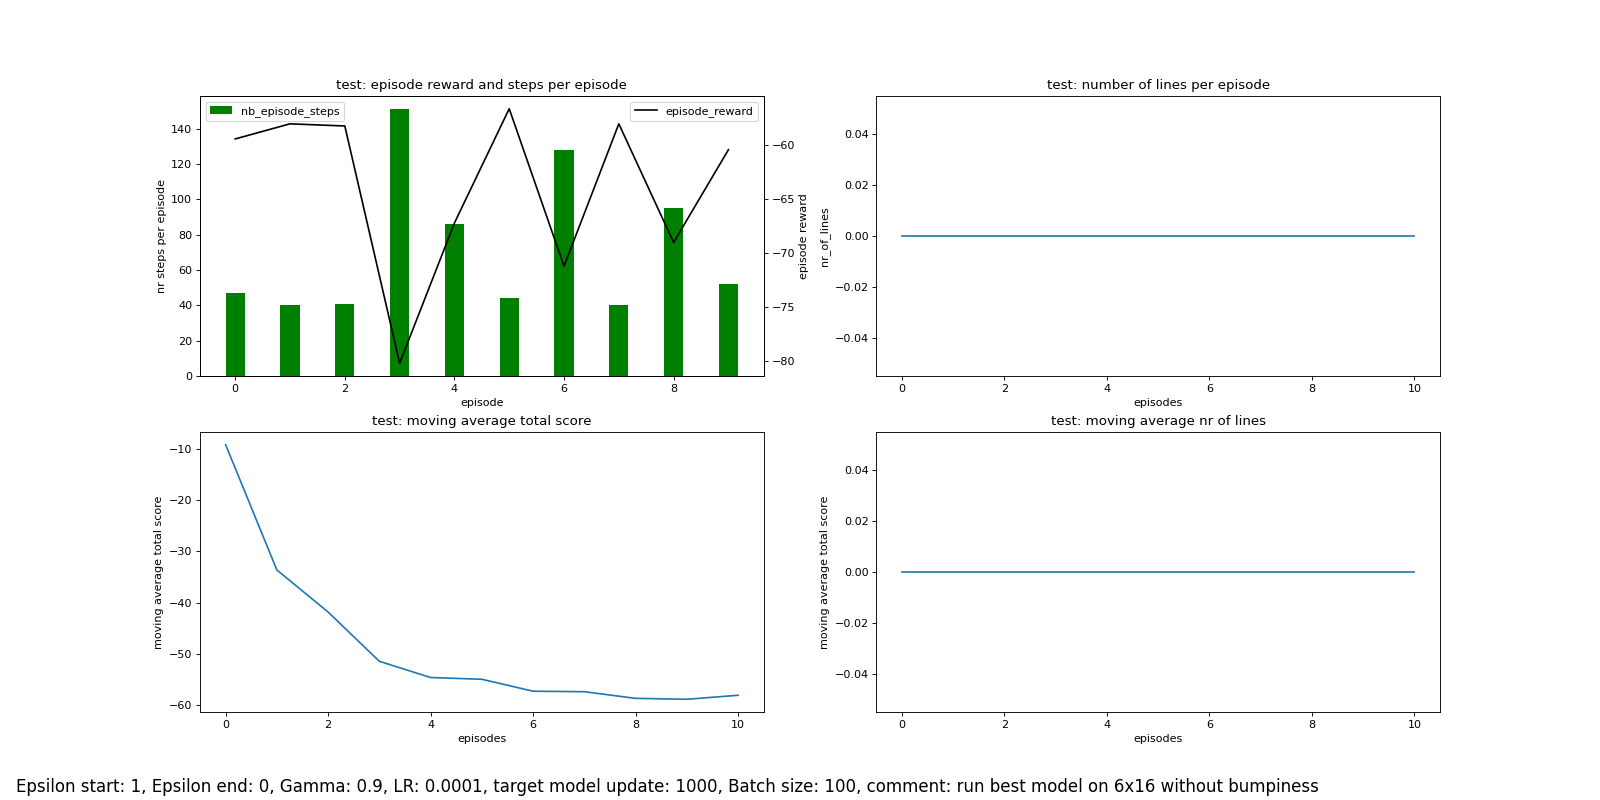 test: episode reward and steps per episode
nb_episode_steps
episode_reward
140
120
100
80
60
40
20
0
nr steps per episode
−60
−65
−70
−75
−80
episode reward
0 2 4 6 8
episode
test: number of lines per episode
0.04
0.02
0.00
−0.02
−0.04
nr_of_lines
0 2 4 6 8 10
episodes
test: moving average total score
−10
−20
−30
−40
−50
−60
moving average total score
0 2 4 6 8 10
episodes
test: moving average nr of lines
0.04
0.02
0.00
−0.02
−0.04
moving average total score
0 2 4 6 8 10
episodes
Epsilon start: 1, Epsilon end: 0, Gamma: 0.9, LR: 0.0001, target model update: 1000, Batch size: 100, comment: run best model on 6x16 without bumpiness